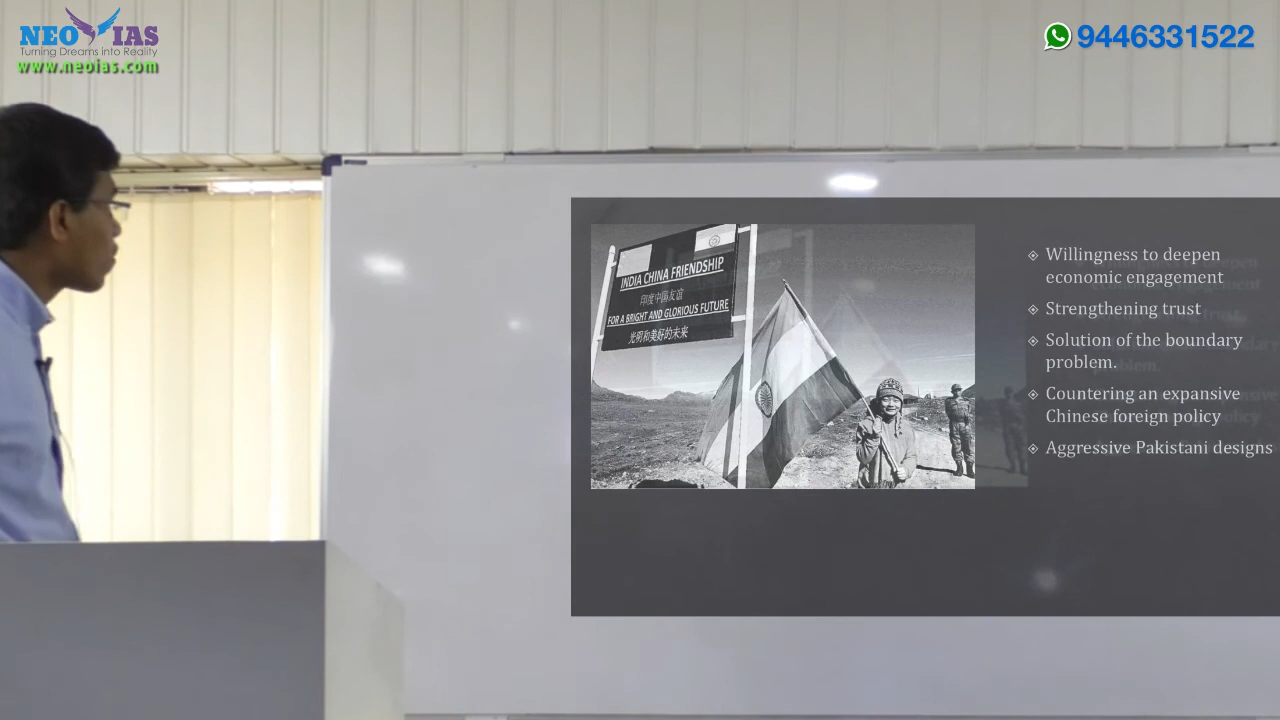 NEO IAS
Turning Dreams into Reality
www.neoias.com
9446331522
INDIA CHINA FRIENDSHIP
印度中国友谊
FOR A BRIGHT AND GLORIOUS FUTURE
光明和美好的未来
Willingness to deepen
economic engagement
Strengthening trust
Solution of the boundary
problem.
Countering an expansive
Chinese foreign policy
Aggressive Pakistani designs